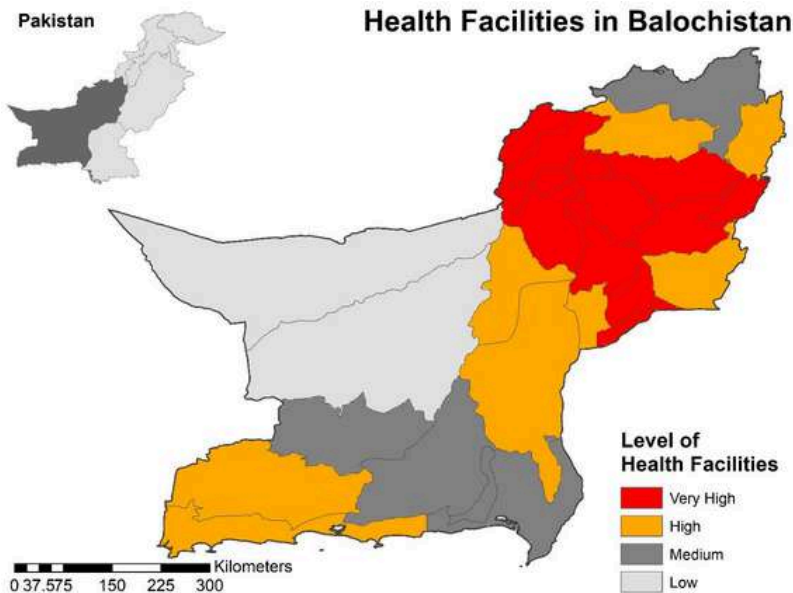 Pakistan
Health Facilities in Balochistan
Level of
Health Facilities
Very High
High
Medium
Low
Kilometers
0 37.575 150 225 300